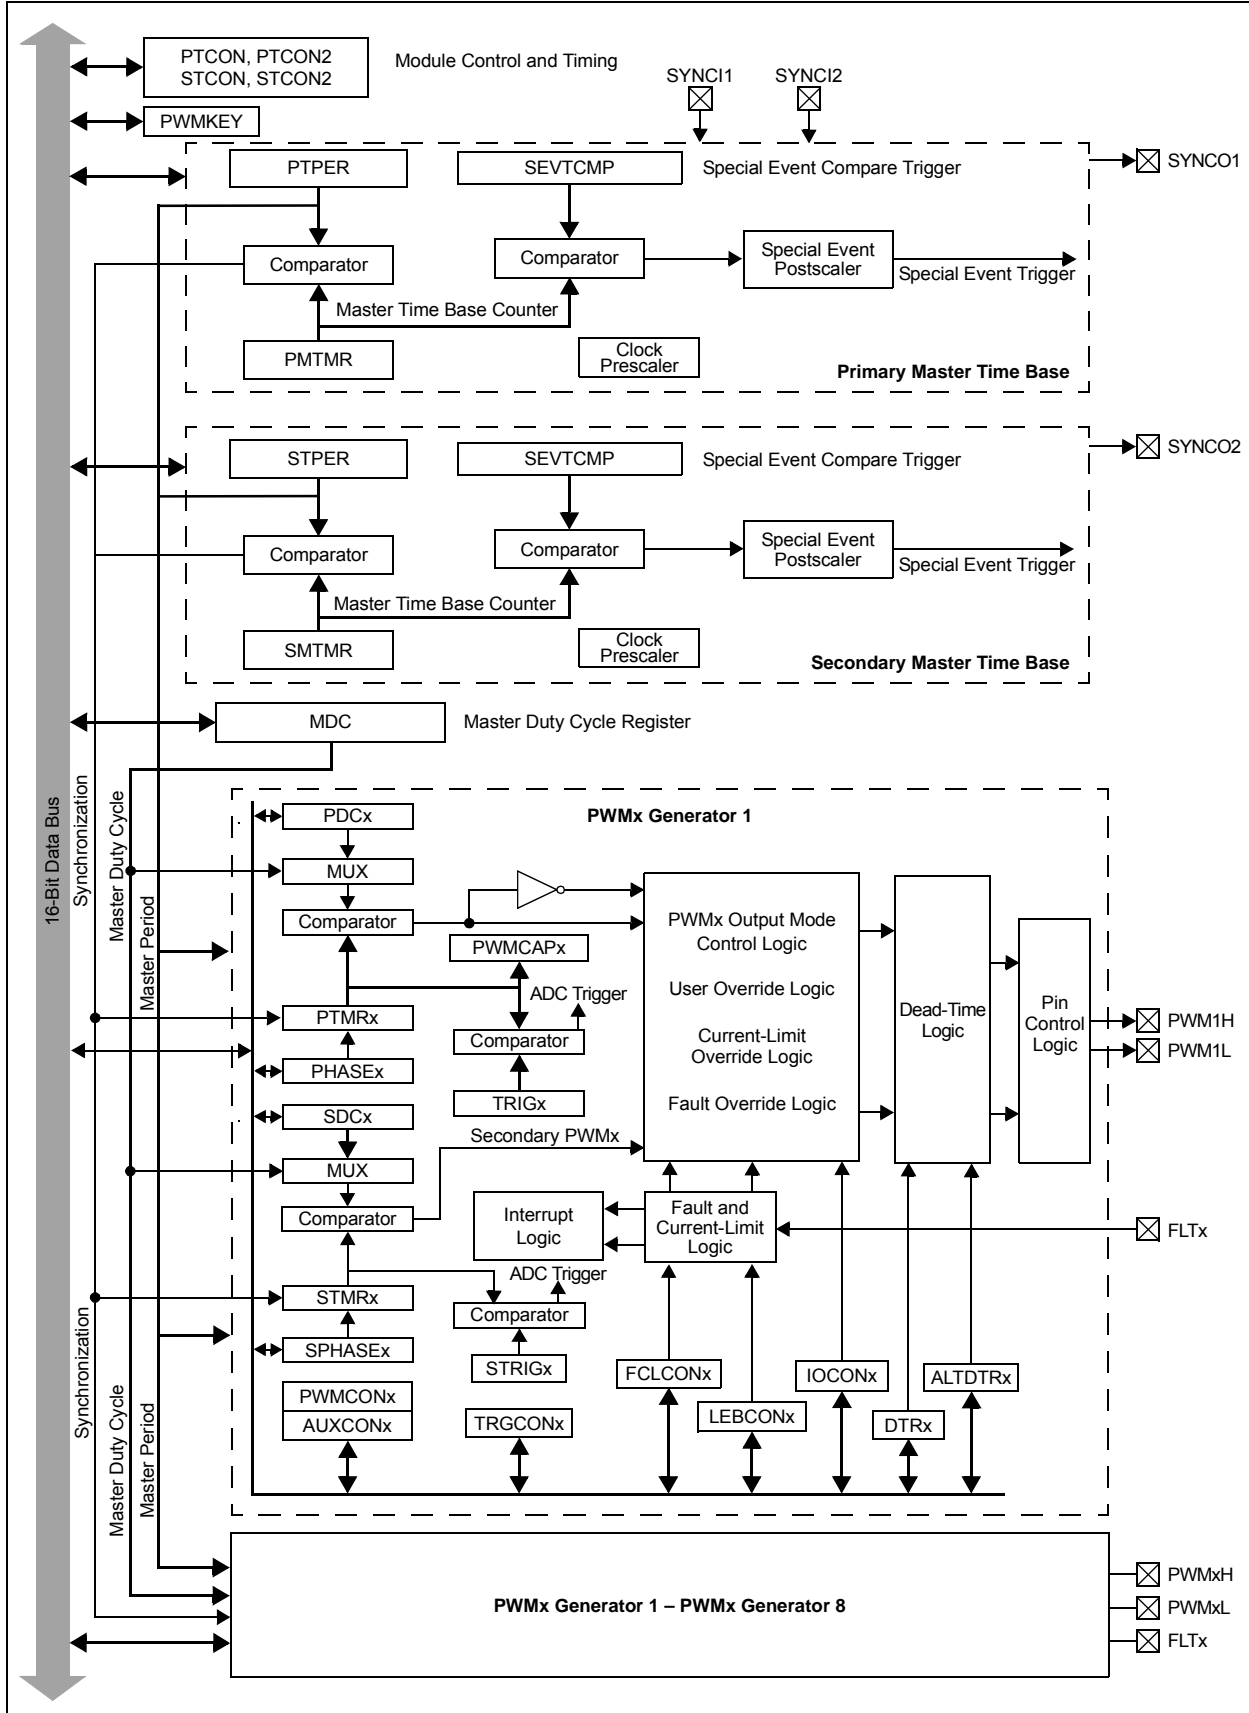 PTCON, PTCON2
STCON, STCON2
Module Control and Timing
SYNCI1
SYNCI2
PWMKEY
PTPER
SEVTCMP
Special Event Compare Trigger
SYNCO1
Comparator
Comparator
Special Event
Postscaler
Special Event Trigger
Master Time Base Counter
PMTMR
Clock
Prescaler
Primary Master Time Base
STPER
SEVTCMP
Special Event Compare Trigger
SYNCO2
Comparator
Comparator
Special Event
Postscaler
Special Event Trigger
Master Time Base Counter
SMTMR
Clock
Prescaler
Secondary Master Time Base
MDC
Master Duty Cycle Register
16-Bit Data Bus
Synchronization
Master Duty Cycle
Master Period
PWMx Generator 1
PDCx
MUX
Comparator
PWMCAPx
ADC Trigger
PTMRx
Comparator
PHASEx
TRIGx
SDCx
Secondary PWMx
MUX
Comparator
PWMx Output Mode
Control Logic
User Override Logic
Current-Limit
Override Logic
Fault Override Logic
Dead-Time
Logic
Pin
Control
Logic
PWM1H
PWM1L
Interrupt
Logic
Fault and
Current-Limit
Logic
FLTx
ADC Trigger
STMRx
Comparator
SPHASEx
STRIGx
FCLCONx
IOCONx
ALTDTRx
PWMCONx
AUXCONx
TRGCONx
LEBCONx
DTRx
Synchronization
Master Duty Cycle
Master Period
PWMx Generator 1 – PWMx Generator 8
PWMxH
PWMxL
FLTx